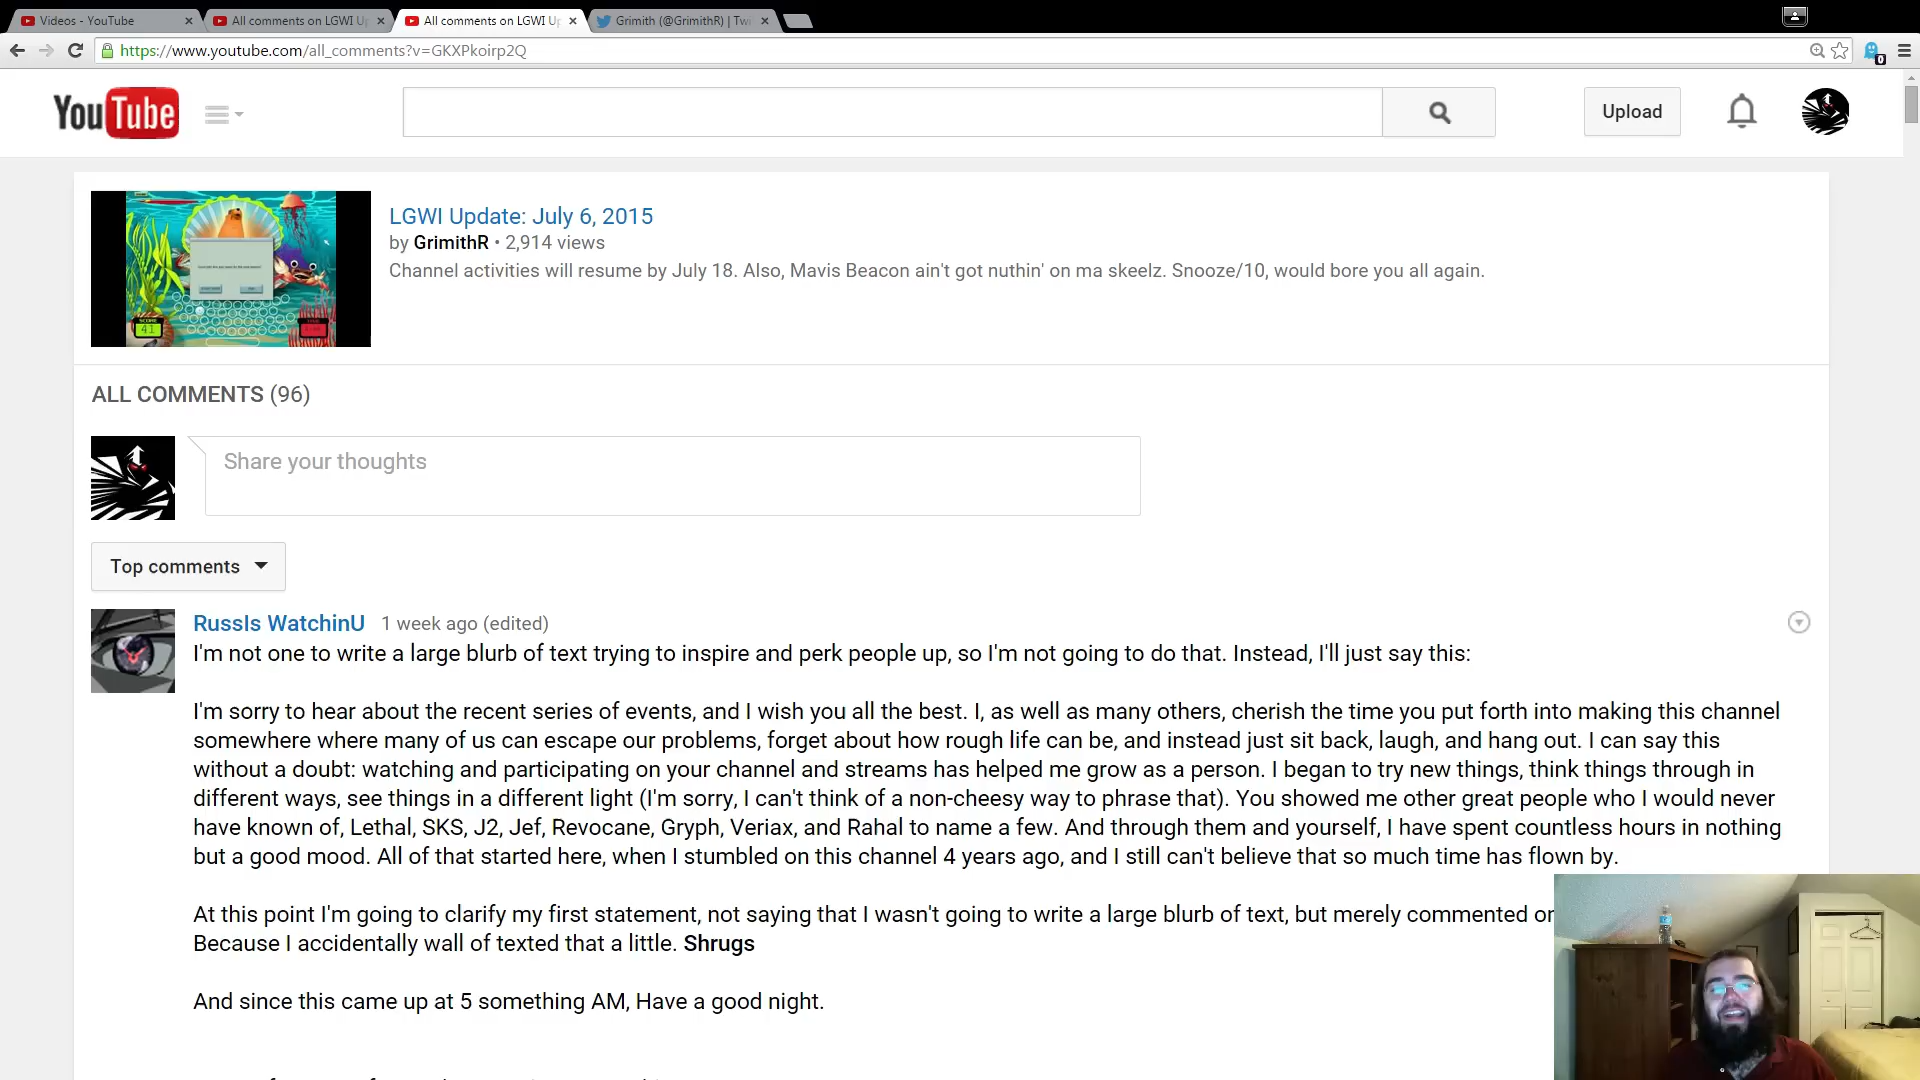 Videos - YouTube
All comments on LGWI Up
All comments on LGWI Up
Grimith (@GrimithR) | Twi
https://www.youtube.com/all_comments?v=GKXPkoirp2Q
0
YouTube
Upload
LGWI Update: July 6, 2015
by GrimithR • 2,914 views
Channel activities will resume by July 18. Also, Mavis Beacon ain't got nuthin' on ma skeelz. Snooze/10, would bore you all again.
SCORE
41
ALL COMMENTS (96)
Share your thoughts
Top comments
RussIs WatchinU 1 week ago (edited)
I'm not one to write a large blurb of text trying to inspire and perk people up, so I'm not going to do that. Instead, I'll just say this:
I'm sorry to hear about the recent series of events, and I wish you all the best. I, as well as many others, cherish the time you put forth into making this channel
somewhere where many of us can escape our problems, forget about how rough life can be, and instead just sit back, laugh, and hang out. I can say this
without a doubt: watching and participating on your channel and streams has helped me grow as a person. I began to try new things, think things through in
different ways, see things in a different light (I'm sorry, I can't think of a non-cheesy way to phrase that). You showed me other great people who I would never
have known of, Lethal, SKS, J2, Jef, Revocane, Gryph, Veriax, and Rahal to name a few. And through them and yourself, I have spent countless hours in nothing
but a good mood. All of that started here, when I stumbled on this channel 4 years ago, and I still can't believe that so much time has flown by.
At this point I'm going to clarify my first statement, not saying that I wasn't going to write a large blurb of text, but merely commented on
Because I accidentally wall of texted that a little. Shrugs
And since this came up at 5 something AM, Have a good night.